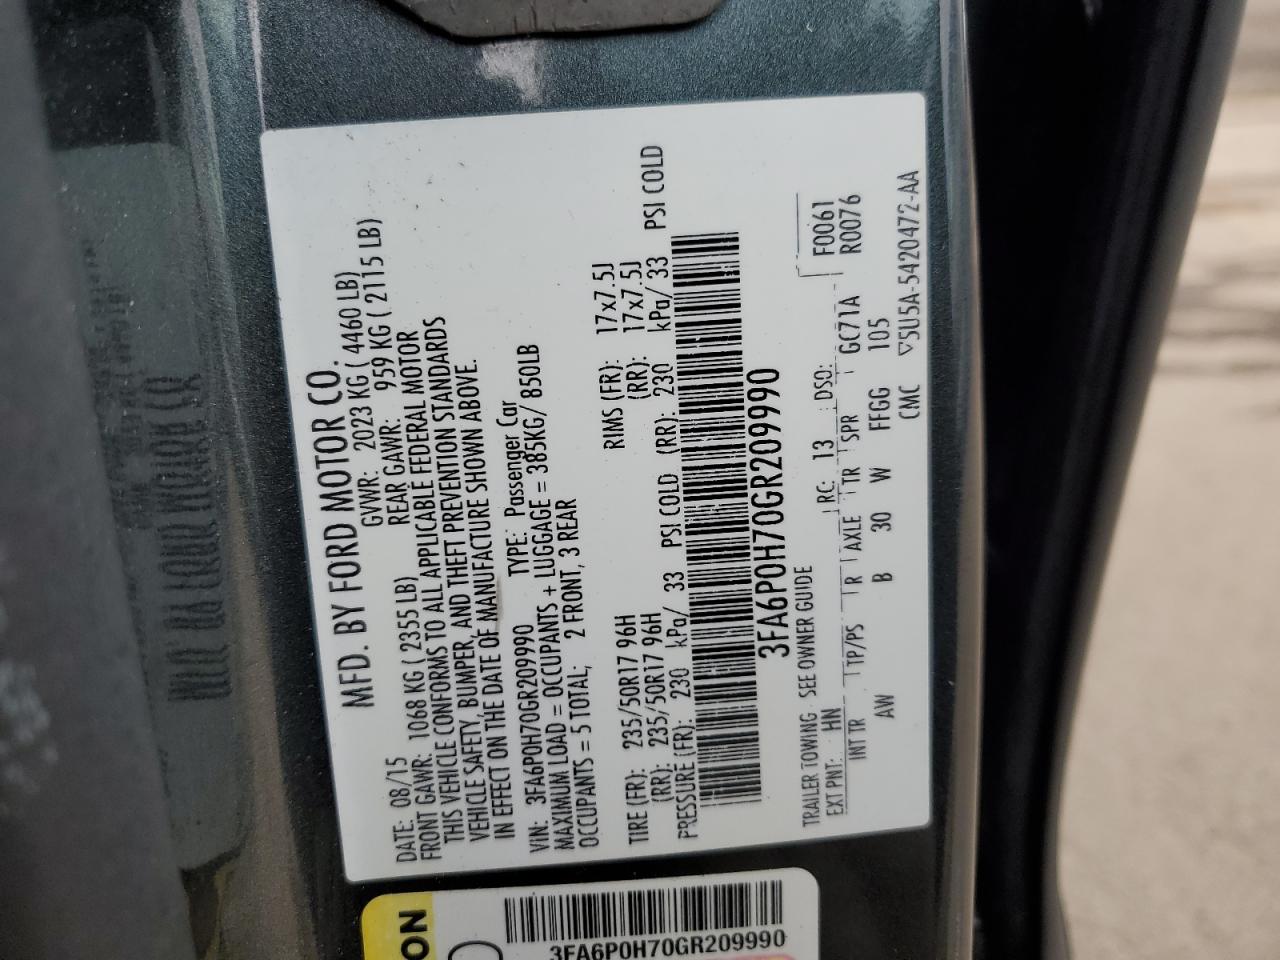 MFD. BY FORD MOTOR CO.
DATE: 08/15 GVWR: 2023 KG ( 4460 LB)
FRONT GAWR: 1068 KG ( 2355 LB) REAR GAWR: 959 KG ( 2115 LB)
THIS VEHICLE CONFORMS TO ALL APPLICABLE FEDERAL MOTOR
VEHICLE SAFETY, BUMPER, AND THEFT PREVENTION STANDARDS
IN EFFECT ON THE DATE OF MANUFACTURE SHOWN ABOVE.
VIN: 3FA6P0H70GR209990 TYPE: Passenger Car
MAXIMUM LOAD = OCCUPANTS + LUGGAGE = 385KG/ 850LB
OCCUPANTS = 5 TOTAL; 2 FRONT, 3 REAR
TIRE (FR): 235/50R17 96H RIMS (FR): 17x7.5J
(RR): 235/50R17 96H (RR): 17x7.5J
PRESSURE (FR): 230 kPa/ 33 PSI COLD (RR): 230 kPa/ 33 PSI COLD
3FA6P0H70GR209990
TRAILER TOWING - SEE OWNER GUIDE F0061
EXT PNT: HN RC: 13 DSO: R0076
INT TR TP/PS R AXLE TR SPR GC71A
AW B 30 W FFGG 105
CMC ▽5U5A-5420472-AA
ON
3FA6P0H70GR209990